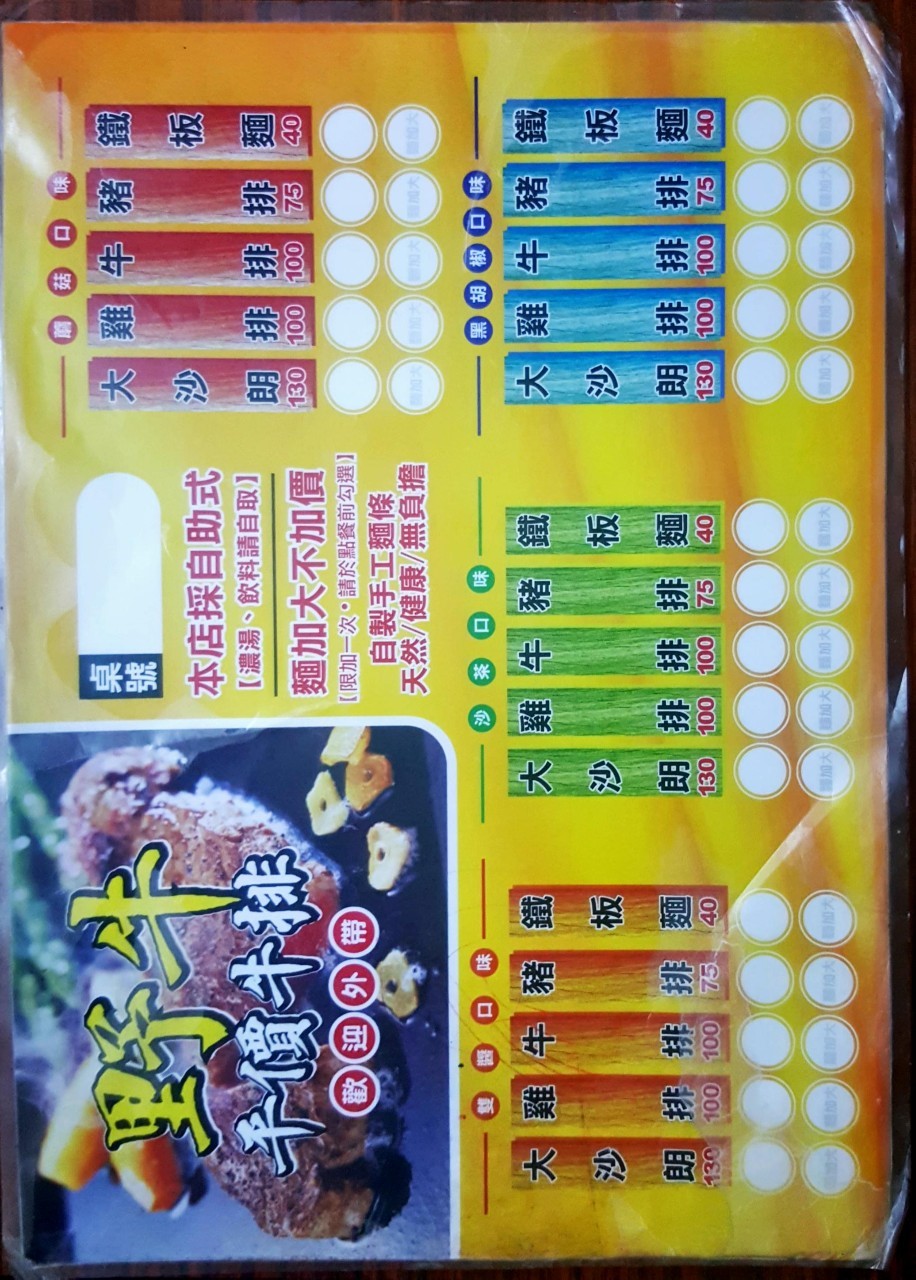 野牛
平價牛排
歡迎外帶
桌號
本店採自助式
【濃湯、飲料請自取】
麵加大不加價
【限加一次•請於點餐前勾選】
自製手工麵條
天然/健康/無負擔
蘑菇口味
大沙朗 130
雞排 100
牛排 100
豬排 75
鐵板麵 40
麵加大 麵加大 麵加大 麵加大 麵加大
雙醬口味
大沙朗 130
雞排 100
牛排 100
豬排 75
鐵板麵 40
麵加大 麵加大 麵加大 麵加大 麵加大
沙茶口味
大沙朗 130
雞排 100
牛排 100
豬排 75
鐵板麵 40
麵加大 麵加大 麵加大 麵加大 麵加大
黑胡椒口味
大沙朗 130
雞排 100
牛排 100
豬排 75
鐵板麵 40
麵加大 麵加大 麵加大 麵加大 麵加大